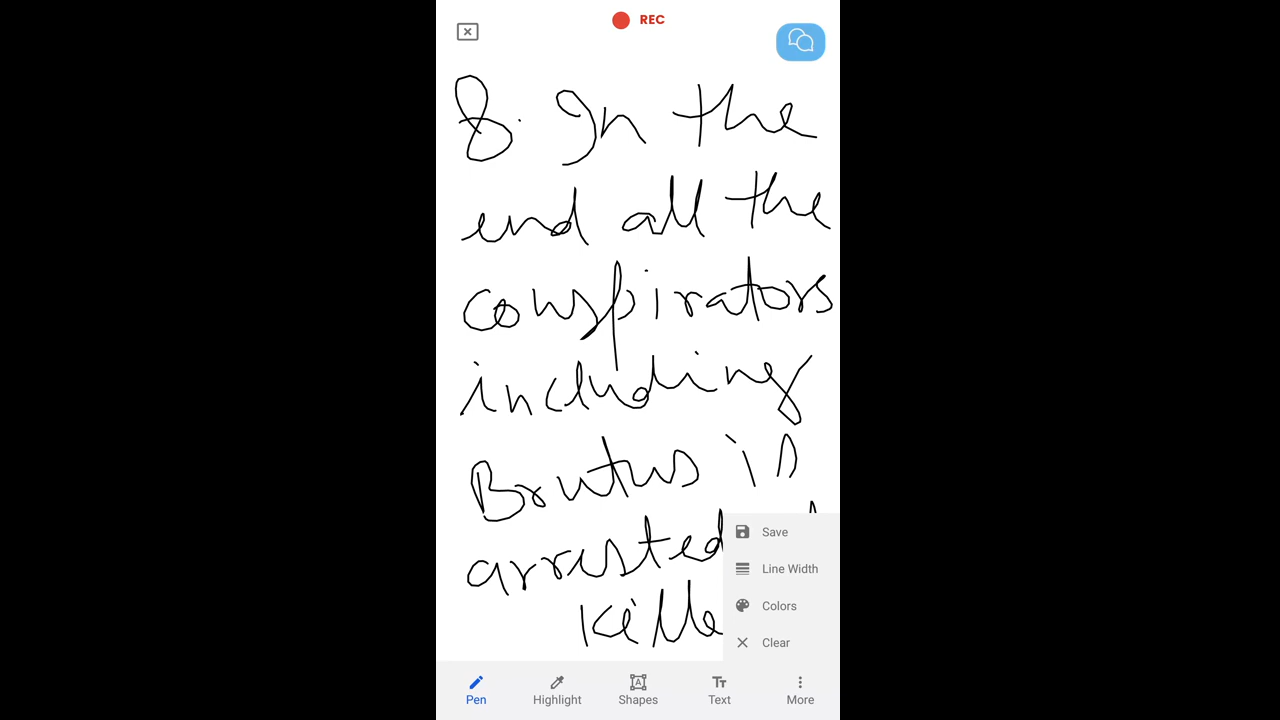 REC
8. In the
end all the
conspirators
including
Brutus is
arrested
Kille
Save
Line Width
Colors
Clear
Pen
Highlight
Shapes
Text
More